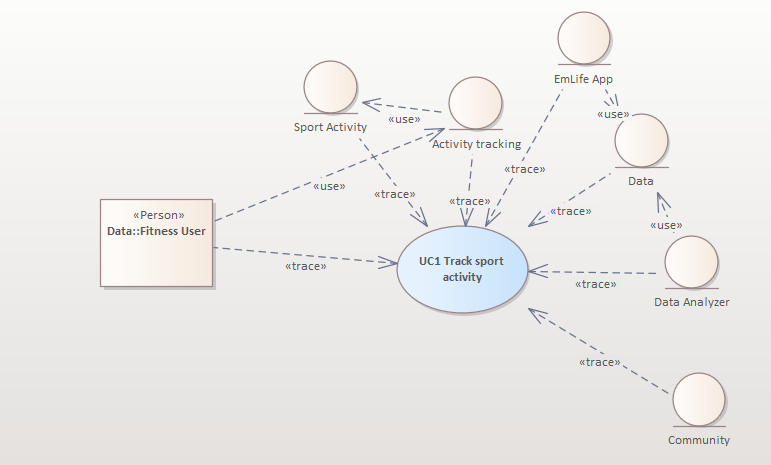 EmLife App
«use»
Sport Activity
«use»
Activity tracking
«trace»
Data
«use»
«trace»
«trace»
«trace»
«Person»
Data::Fitness User
«use»
«trace»
UC1 Track sport
activity
«trace»
Data Analyzer
«trace»
Community